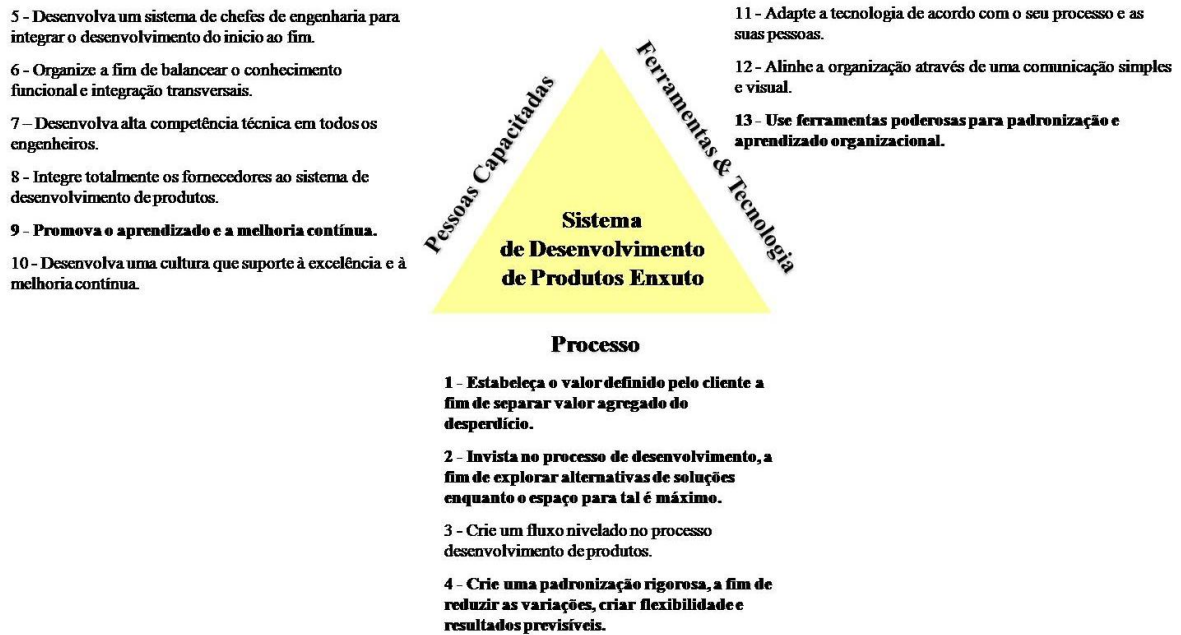 5 - Desenvolva um sistema de chefes de engenharia para
integrar o desenvolvimento do inicio ao fim.
6 - Organize a fim de balancear o conhecimento
funcional e integração transversais.
7 – Desenvolva alta competência técnica em todos os
engenheiros.
8 - Integre totalmente os fornecedores ao sistema de
desenvolvimento de produtos.
9 - Promova o aprendizado e a melhoria contínua.
10 - Desenvolva uma cultura que suporte à excelência e à
melhoria contínua.
Pessoas Capacitadas
Ferramentas & Tecnologia
11 - Adapte a tecnologia de acordo com o seu processo e as
suas pessoas.
12 - Alinhe a organização através de uma comunicação simples
e visual.
13 - Use ferramentas poderosas para padronização e
aprendizado organizacional.
Sistema
de Desenvolvimento
de Produtos Enxuto
Processo
1 - Estabeleça o valor definido pelo cliente a
fim de separar valor agregado do
desperdício.
2 - Invista no processo de desenvolvimento, a
fim de explorar alternativas de soluções
enquanto o espaço para tal é máximo.
3 - Crie um fluxo nivelado no processo
desenvolvimento de produtos.
4 - Crie uma padronização rigorosa, a fim de
reduzir as variações, criar flexibilidade e
resultados previsíveis.